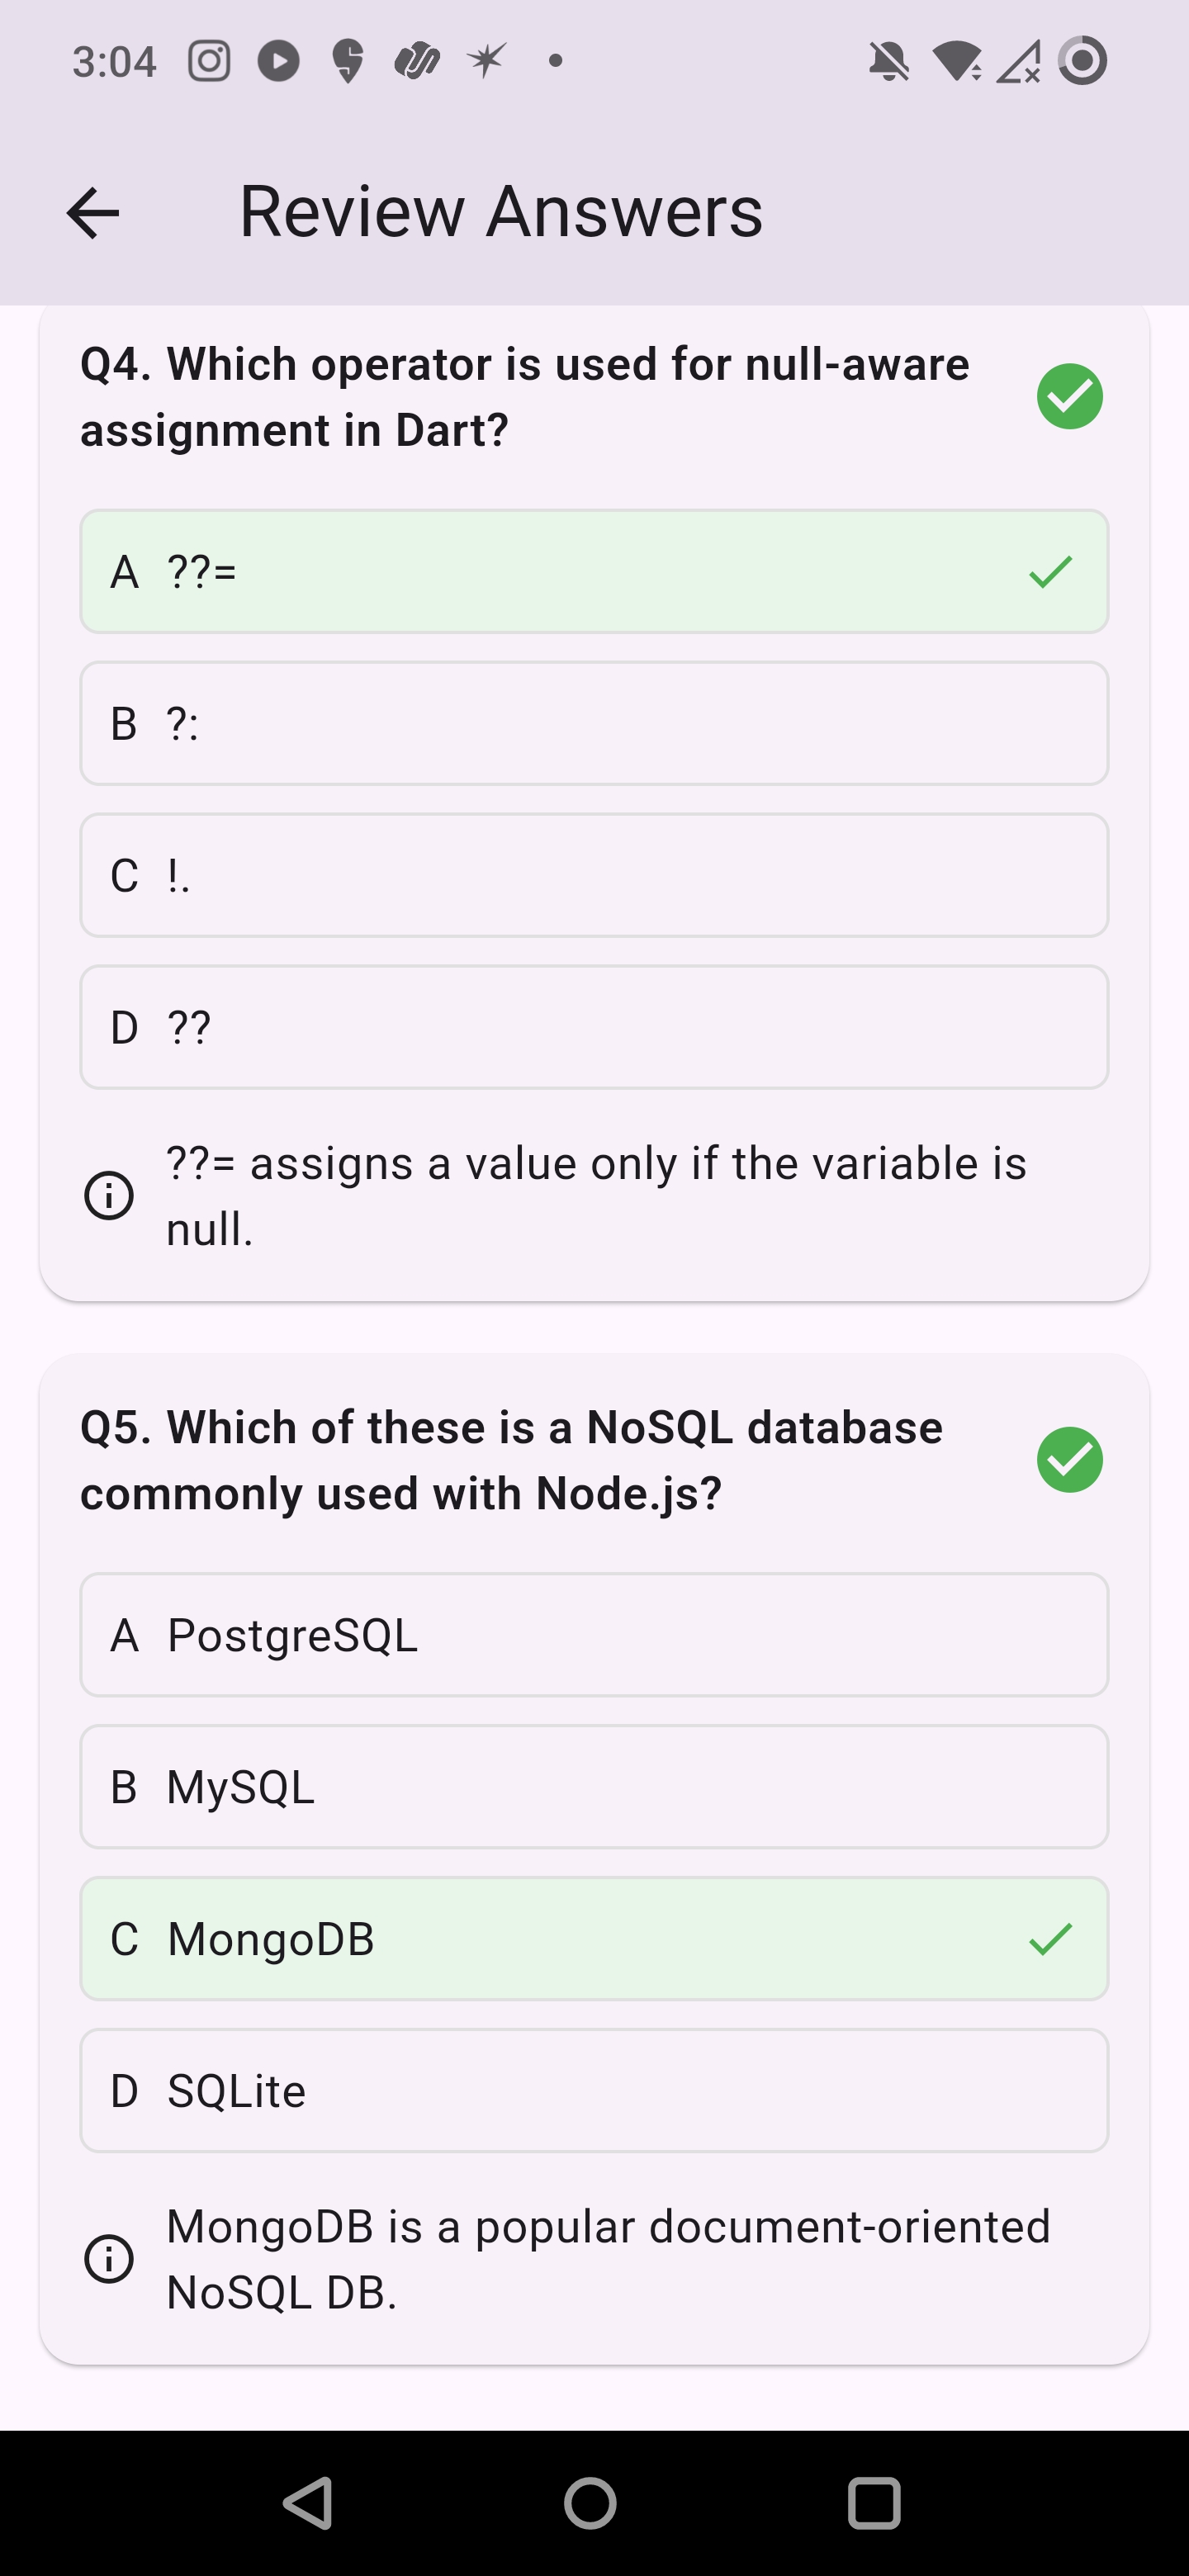 3:04
Review Answers
Q4. Which operator is used for null-aware
assignment in Dart?
A ??=
B ?:
C !.
D ??
??= assigns a value only if the variable is
null.
Q5. Which of these is a NoSQL database
commonly used with Node.js?
A PostgreSQL
B MySQL
C MongoDB
D SQLite
MongoDB is a popular document-oriented
NoSQL DB.